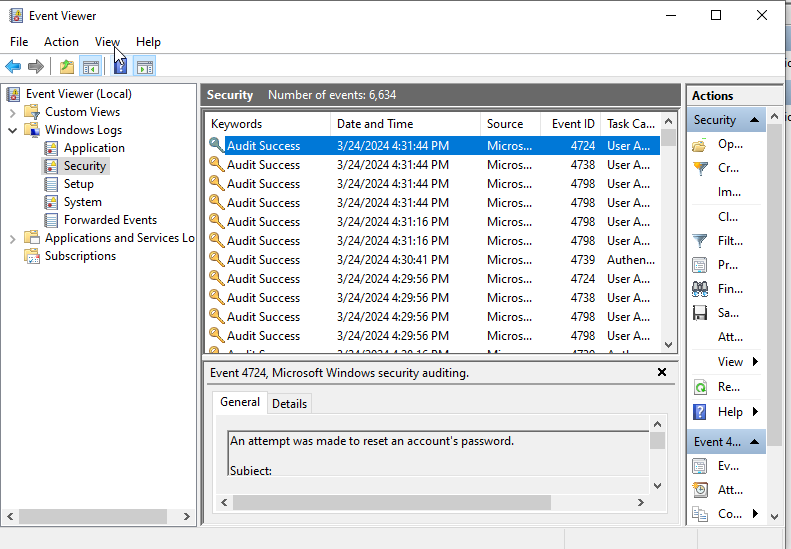 Event Viewer
File Action View Help
Event Viewer (Local)
Custom Views
Windows Logs
Application
Security
Setup
System
Forwarded Events
Applications and Services Lo
Subscriptions
Security Number of events: 6,634
Keywords Date and Time Source Event ID Task Ca...
Audit Success 3/24/2024 4:31:44 PM Micros... 4724 User A...
Audit Success 3/24/2024 4:31:44 PM Micros... 4738 User A...
Audit Success 3/24/2024 4:31:44 PM Micros... 4798 User A...
Audit Success 3/24/2024 4:31:44 PM Micros... 4798 User A...
Audit Success 3/24/2024 4:31:16 PM Micros... 4798 User A...
Audit Success 3/24/2024 4:31:16 PM Micros... 4798 User A...
Audit Success 3/24/2024 4:30:41 PM Micros... 4739 Authen...
Audit Success 3/24/2024 4:29:56 PM Micros... 4724 User A...
Audit Success 3/24/2024 4:29:56 PM Micros... 4738 User A...
Audit Success 3/24/2024 4:29:56 PM Micros... 4798 User A...
Audit Success 3/24/2024 4:29:56 PM Micros... 4798 User A...
Event 4724, Microsoft Windows security auditing.
General Details
An attempt was made to reset an account's password.
Subject:
Actions
Security
Op...
Cr...
Im...
Cl...
Filt...
Pr...
Fin...
Sa...
Att...
View
Re...
Help
Event 4...
Ev...
Att...
Co...